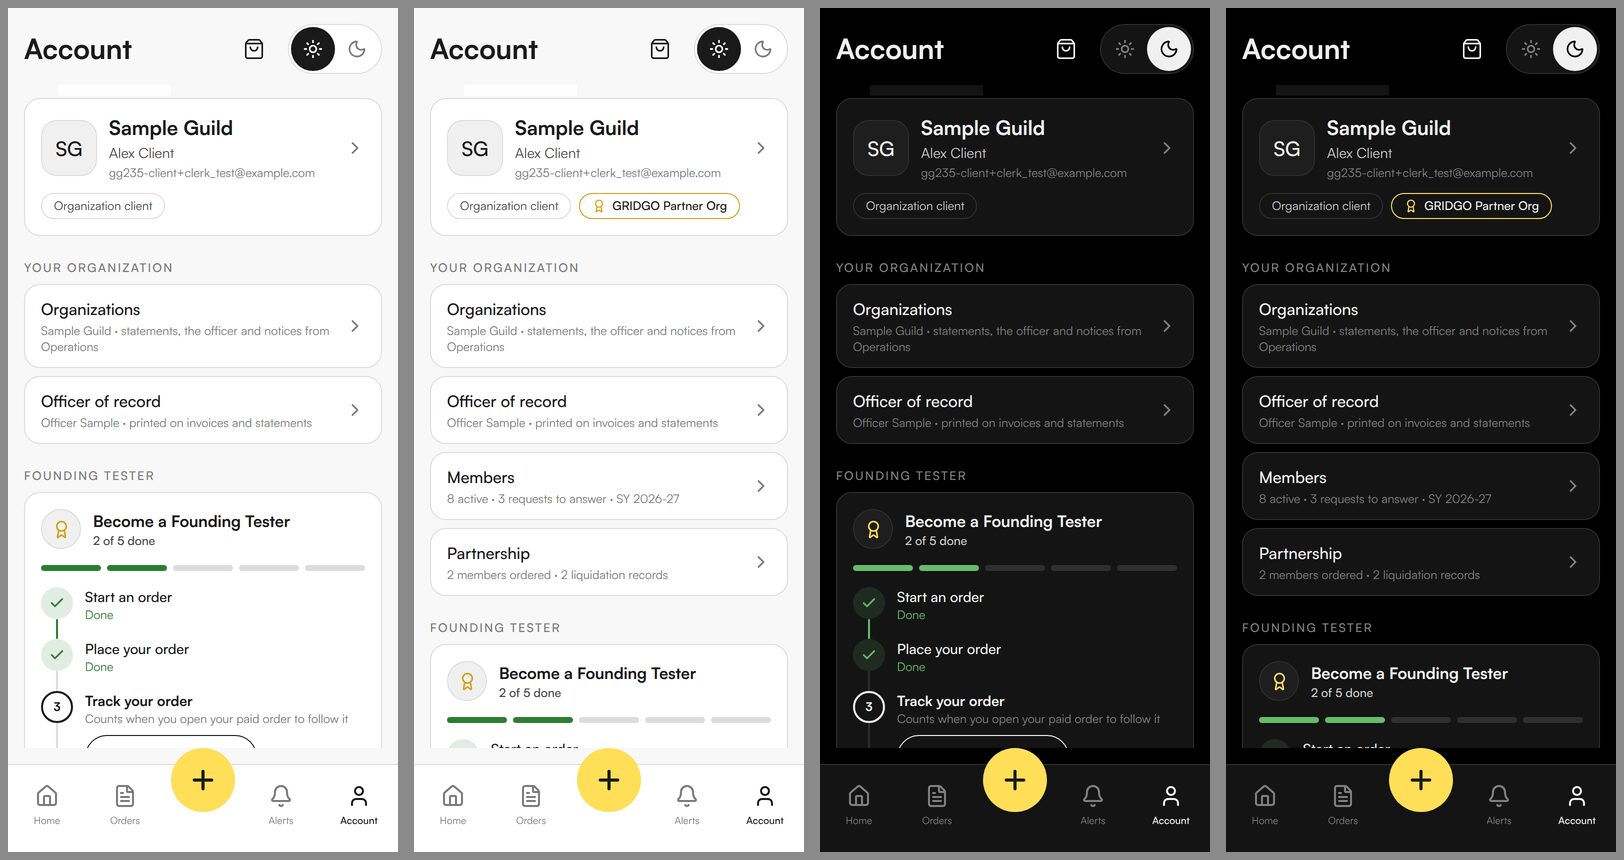 Account
SG
Sample Guild
Alex Client
gg235-client+clerk_test@example.com
Organization client
YOUR ORGANIZATION
Organizations
Sample Guild · statements, the officer and notices from
Operations
Officer of record
Officer Sample · printed on invoices and statements
FOUNDING TESTER
Become a Founding Tester
2 of 5 done
Start an order
Done
Place your order
Done
3
Track your order
Counts when you open your paid order to follow it
Home
Orders
Alerts
Account
Account
SG
Sample Guild
Alex Client
gg235-client+clerk_test@example.com
Organization client
GRIDGO Partner Org
YOUR ORGANIZATION
Organizations
Sample Guild · statements, the officer and notices from
Operations
Officer of record
Officer Sample · printed on invoices and statements
Members
8 active · 3 requests to answer · SY 2026-27
Partnership
2 members ordered · 2 liquidation records
FOUNDING TESTER
Become a Founding Tester
2 of 5 done
Start an order
Home
Orders
Alerts
Account
Account
SG
Sample Guild
Alex Client
gg235-client+clerk_test@example.com
Organization client
YOUR ORGANIZATION
Organizations
Sample Guild · statements, the officer and notices from
Operations
Officer of record
Officer Sample · printed on invoices and statements
FOUNDING TESTER
Become a Founding Tester
2 of 5 done
Start an order
Done
Place your order
Done
3
Track your order
Counts when you open your paid order to follow it
Home
Orders
Alerts
Account
Account
SG
Sample Guild
Alex Client
gg235-client+clerk_test@example.com
Organization client
GRIDGO Partner Org
YOUR ORGANIZATION
Organizations
Sample Guild · statements, the officer and notices from
Operations
Officer of record
Officer Sample · printed on invoices and statements
Members
8 active · 3 requests to answer · SY 2026-27
Partnership
2 members ordered · 2 liquidation records
FOUNDING TESTER
Become a Founding Tester
2 of 5 done
Start an order
Home
Orders
Alerts
Account